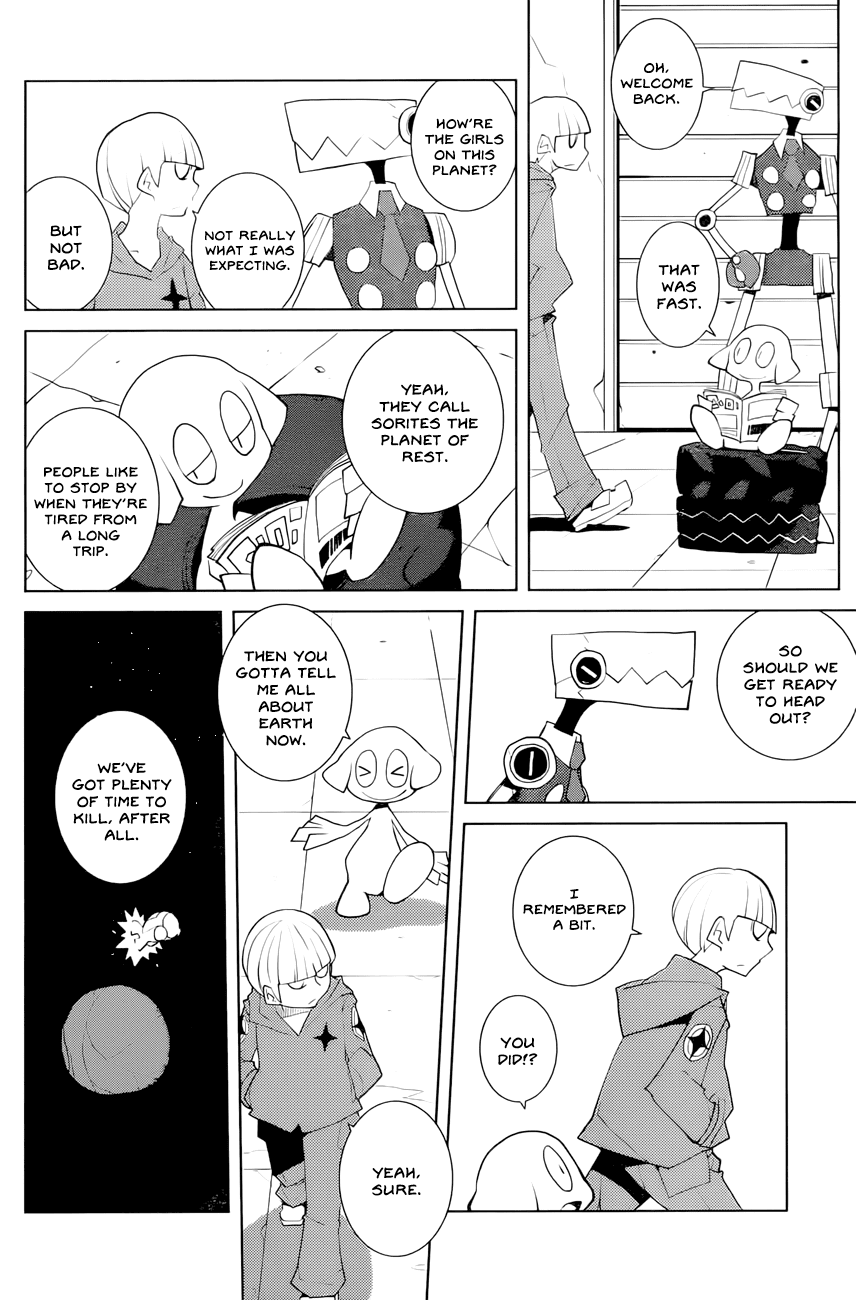 OH,
WELCOME
BACK.
THAT
WAS
FAST.
HOW'RE
THE GIRLS
ON THIS
PLANET?
NOT REALLY
WHAT I WAS
EXPECTING.
BUT
NOT
BAD.
YEAH,
THEY CALL
SORITES THE
PLANET OF
REST.
PEOPLE LIKE
TO STOP BY
WHEN THEY'RE
TIRED FROM
A LONG
TRIP.
SO
SHOULD WE
GET READY
TO HEAD
OUT?
I
REMEMBERED
A BIT.
YOU
DID!?
THEN YOU
GOTTA TELL
ME ALL
ABOUT
EARTH
NOW.
YEAH,
SURE.
WE'VE
GOT PLENTY
OF TIME TO
KILL, AFTER
ALL.